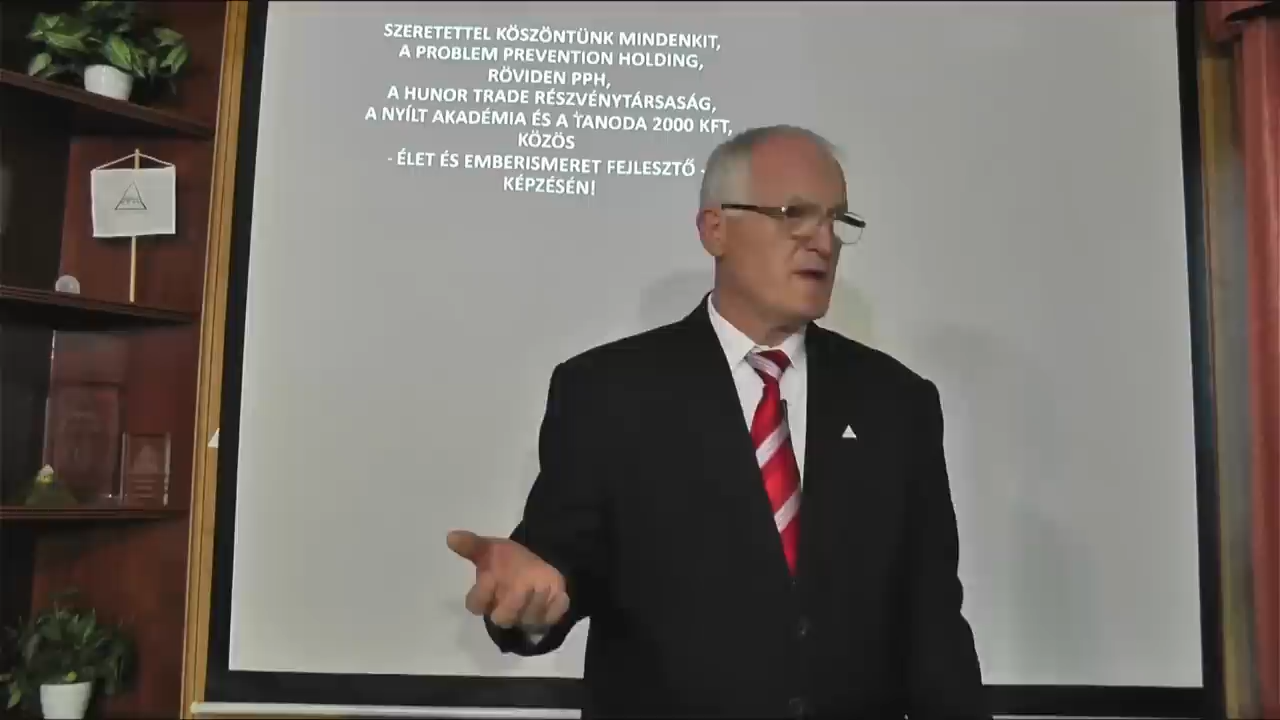 SZERETETTEL KÖSZÖNTÜNK MINDENKIT,
A PROBLEM PREVENTION HOLDING,
RÖVIDEN PPH,
A HUNOR TRADE RÉSZVÉNYTÁRSASÁG,
A NYÍLT AKADÉMIA ÉS A TANODA 2000 KFT,
KÖZÖS
- ÉLET ÉS EMBERISMERET FEJLESZTŐ -
KÉPZÉSÉN!